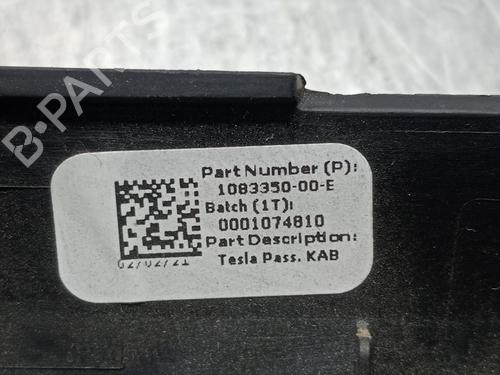 B-PARTS
Part Number (P):
1083350-00-E
Batch (1T):
0001074810
Part Description:
Tesla Pass. KAB